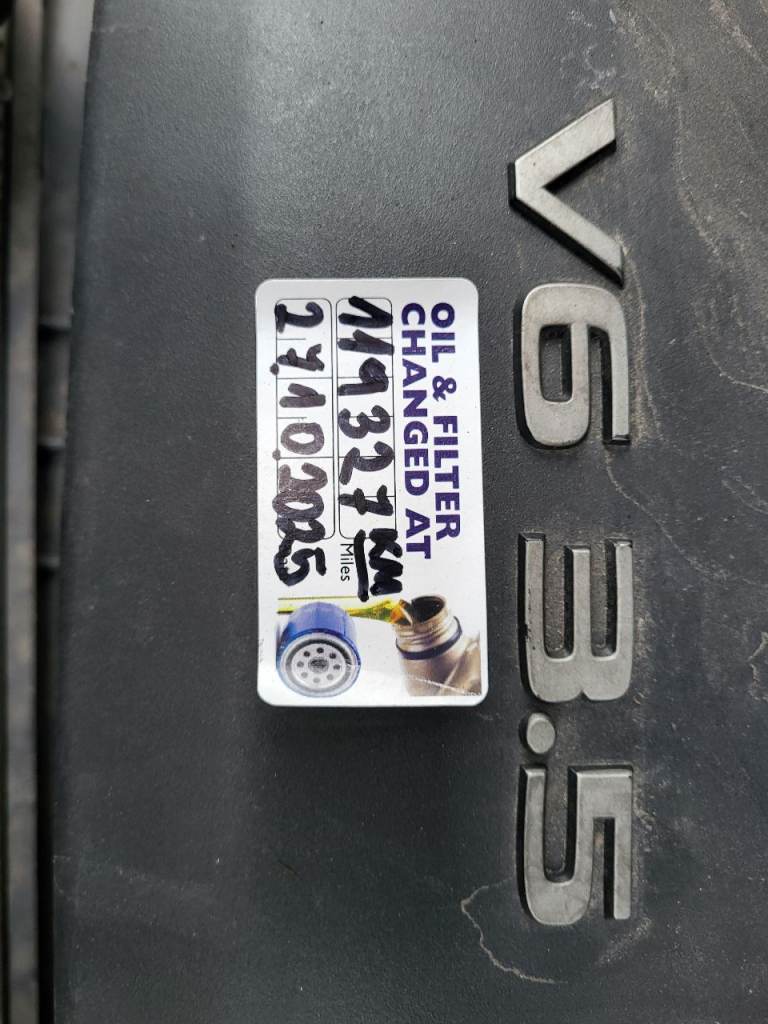 V6 3.5
OIL & FILTER
CHANGED AT
119327 KM
Miles
27.10.2025